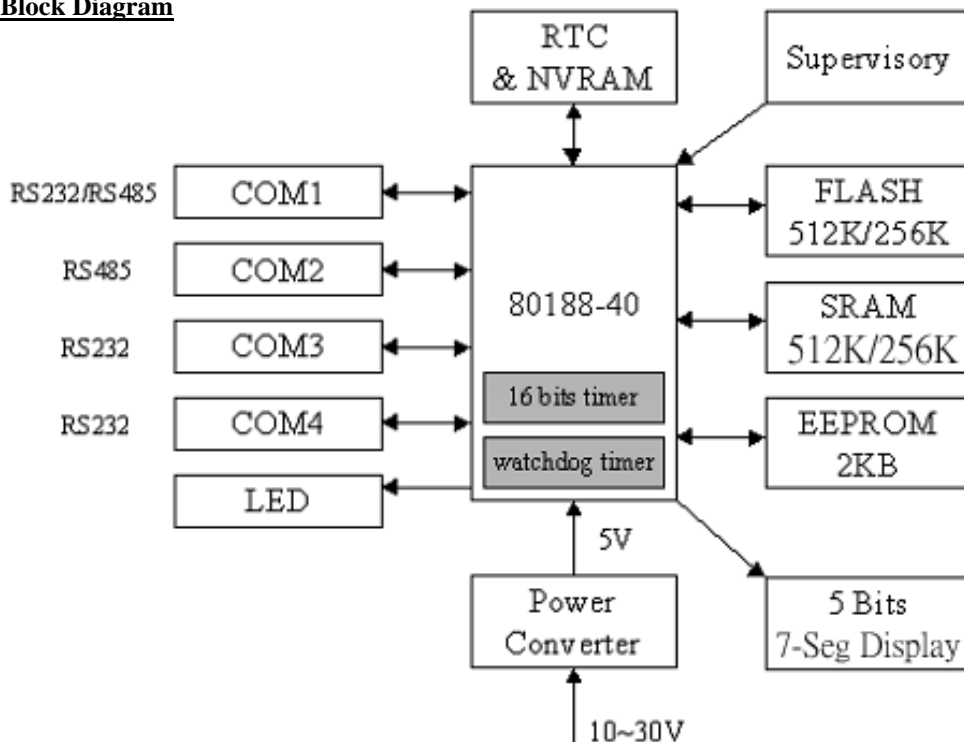 Block Diagram
RTC
& NVRAM
Supervisory
RS232/RS485
COM1
FLASH
512K/256K
RS485
COM2
80188-40
SRAM
512K/256K
RS232
COM3
16 bits timer
RS232
COM4
EEPROM
2KB
watchdog timer
LED
5V
Power
Converter
5 Bits
7-Seg Display
10~30V